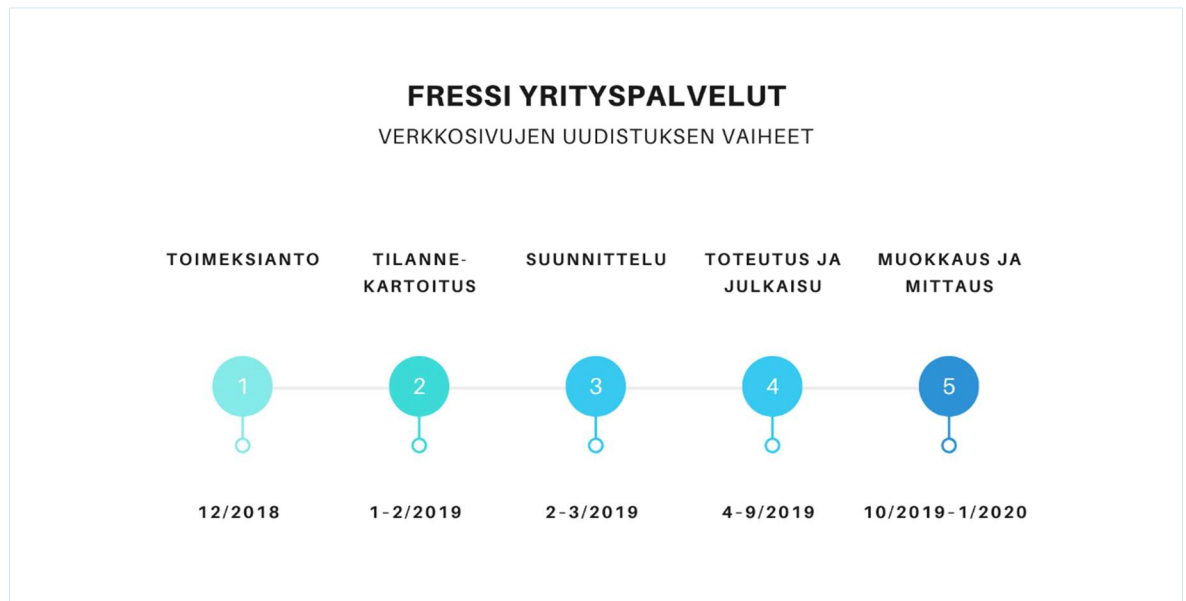 FRESSI YRITYSPALVELUT
VERKKOSIVUJEN UUDISTUKSEN VAIHEET
TOIMEKSIANTO
TILANNE-
KARTOITUS
SUUNNITTELU
TOTEUTUS JA
JULKAISU
MUOKKAUS JA
MITTAUS
1
2
3
4
5
12/2018
1-2/2019
2-3/2019
4-9/2019
10/2019-1/2020